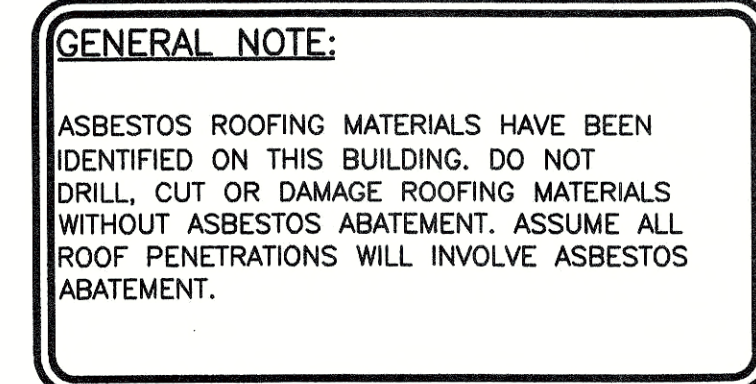 GENERAL NOTE:
ASBESTOS ROOFING MATERIALS HAVE BEEN
IDENTIFIED ON THIS BUILDING. DO NOT
DRILL, CUT OR DAMAGE ROOFING MATERIALS
WITHOUT ASBESTOS ABATEMENT. ASSUME ALL
ROOF PENETRATIONS WILL INVOLVE ASBESTOS
ABATEMENT.